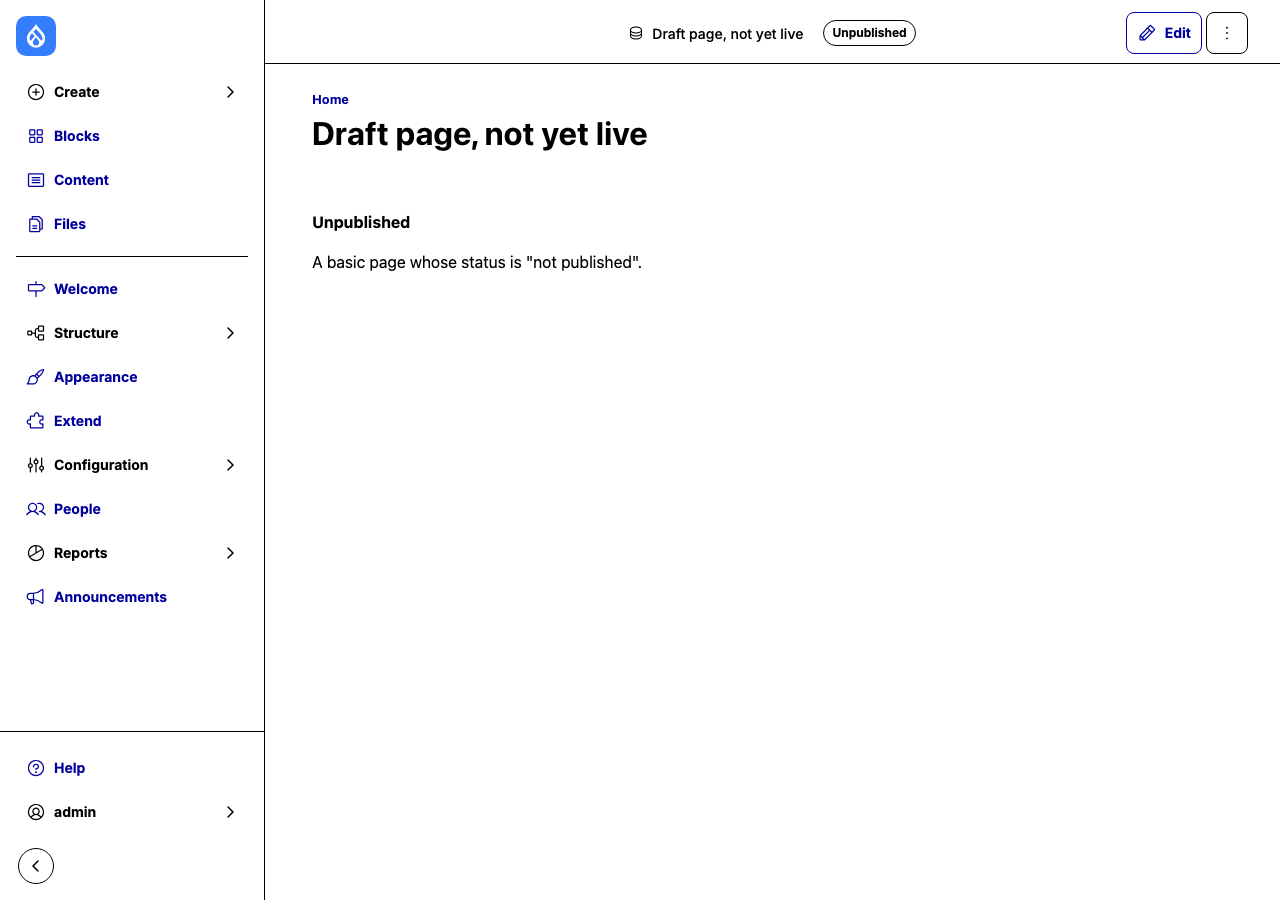 Create
Blocks
Content
Files
Welcome
Structure
Appearance
Extend
Configuration
People
Reports
Announcements
Help
admin
Draft page, not yet live
Unpublished
Edit
Home
Draft page, not yet live
Unpublished
A basic page whose status is "not published".